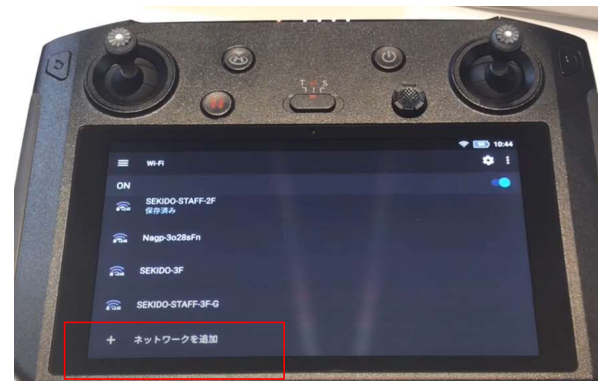 T P S
10:44
Wi-Fi
ON
SEKIDO-STAFF-2F
保存済み
Nagp-3o28sFn
SEKIDO-3F
SEKIDO-STAFF-3F-G
+ ネットワークを追加